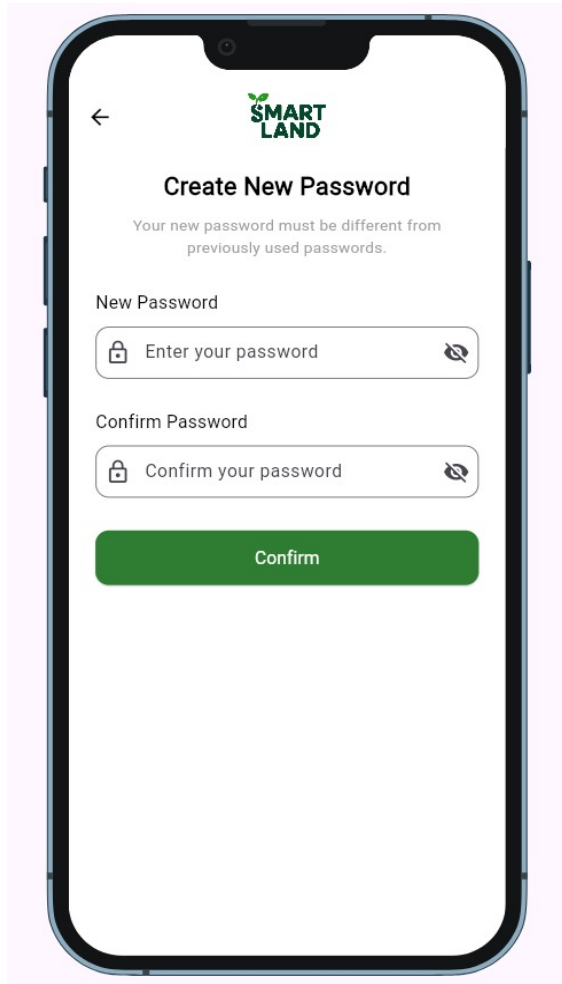 SMART
LAND
Create New Password
Your new password must be different from
previously used passwords.
New Password
Enter your password
Confirm Password
Confirm your password
Confirm